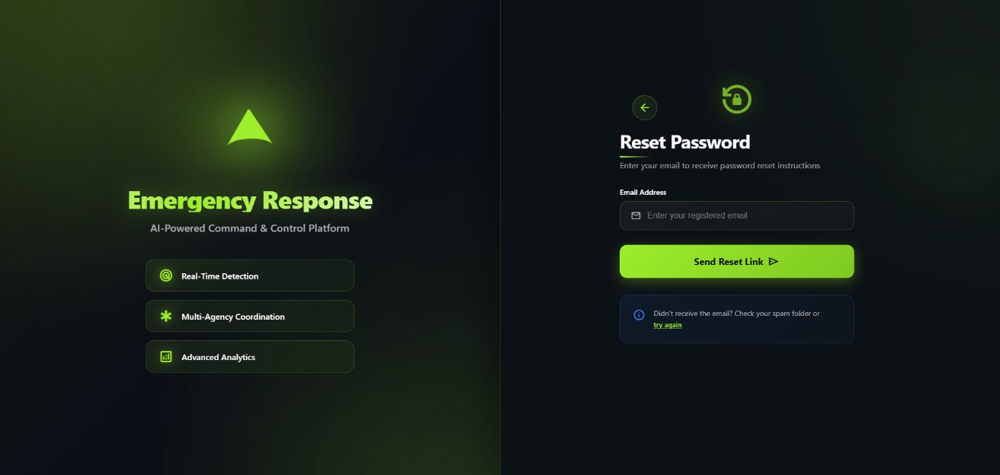 Emergency Response
AI-Powered Command & Control Platform
Real-Time Detection
Multi-Agency Coordination
Advanced Analytics
Reset Password
Enter your email to receive password reset instructions
Email Address
Enter your registered email
Send Reset Link
Didn't receive the email? Check your spam folder or
try again